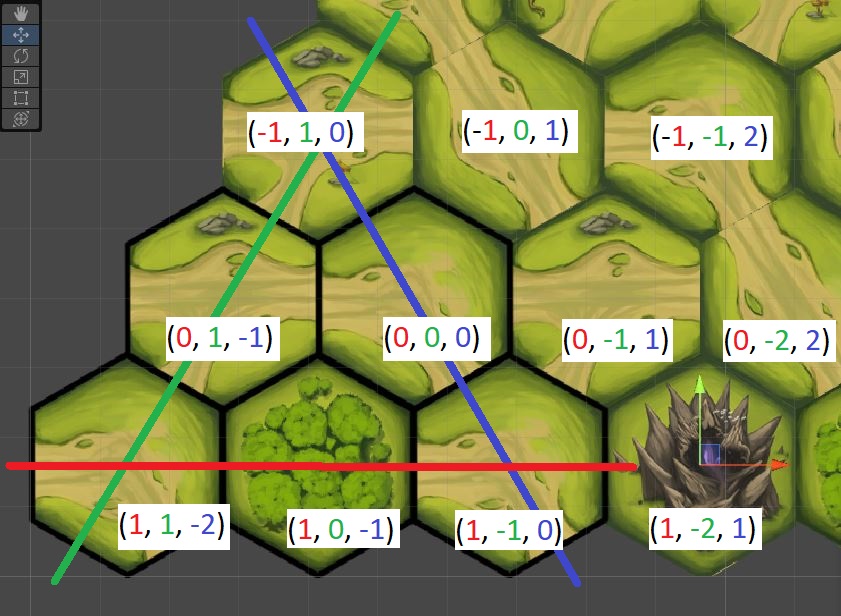 (-1, 1, 0) (-1, 0, 1) (-1, -1, 2)
(0, 1, -1) (0, 0, 0) (0, -1, 1) (0, -2, 2)
(1, 1, -2) (1, 0, -1) (1, -1, 0) (1, -2, 1)